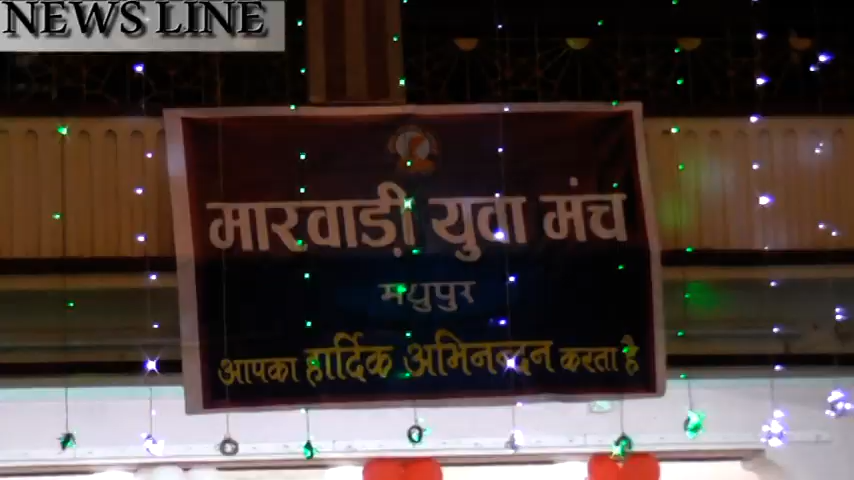 NEWS LINE
मारवाड़ी युवा मंच
मधुपुर
आपका हार्दिक अभिनन्दन करता है